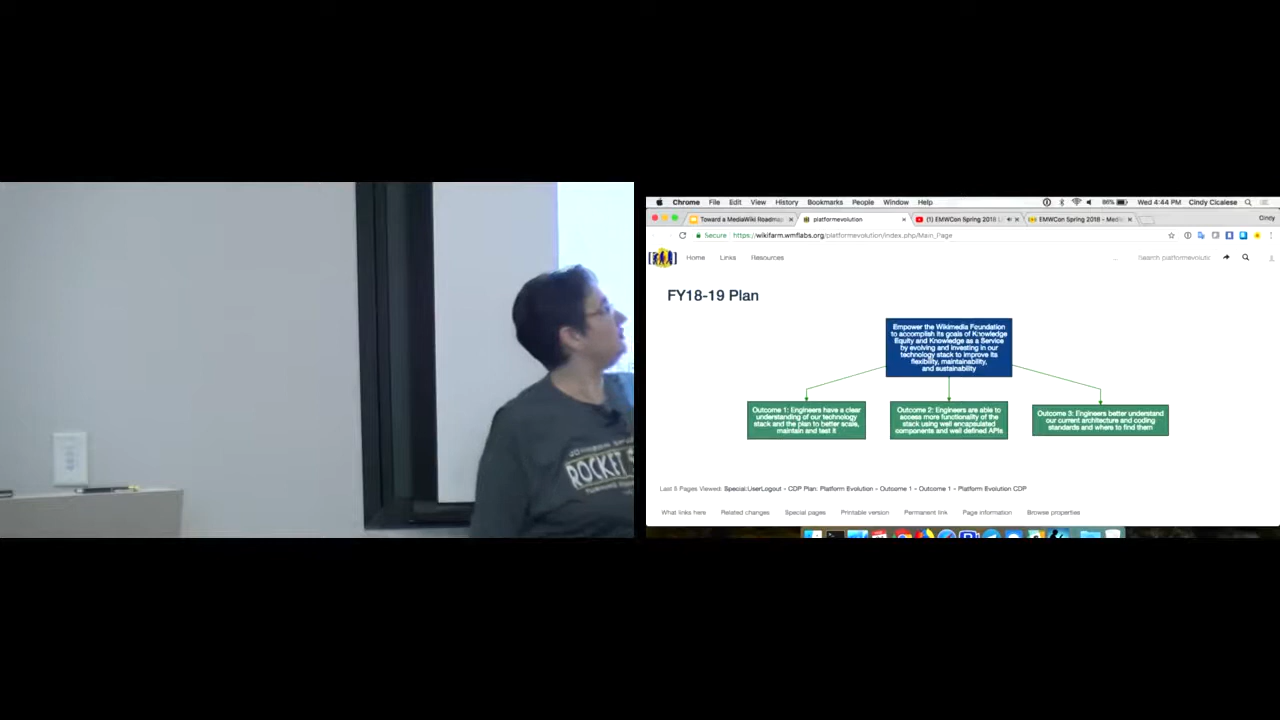 ROCKET
Chrome File Edit View History Bookmarks People Window Help
86% Wed 4:44 PM Cindy Cicalese
Toward a MediaWiki Roadmap
platformevolution
(1) EMWCon Spring 2018
EMWCon Spring 2018 - Media
Cindy
Secure https://wikifarm.wmflabs.org/platformevolution/index.php/Main_Page
Home Links Resources
Search platformevolutio
FY18-19 Plan
Empower the Wikimedia Foundation
to accomplish its goals of Knowledge
Equity and Knowledge as a Service
by evolving and investing in our
technology stack to improve its
flexibility, maintainability,
and sustainability
Outcome 1: Engineers have a clear
understanding of our technology
stack and the plan to better scale,
maintain and test it
Outcome 2: Engineers are able to
access more functionality of the
stack using well encapsulated
components and well defined APIs
Outcome 3: Engineers better understand
our current architecture and coding
standards and where to find them
Last 5 Pages Viewed: Special:UserLogout - CDP Plan: Platform Evolution - Outcome 1 - Outcome 1 - Platform Evolution CDP
What links here Related changes Special pages Printable version Permanent link Page information Browse properties